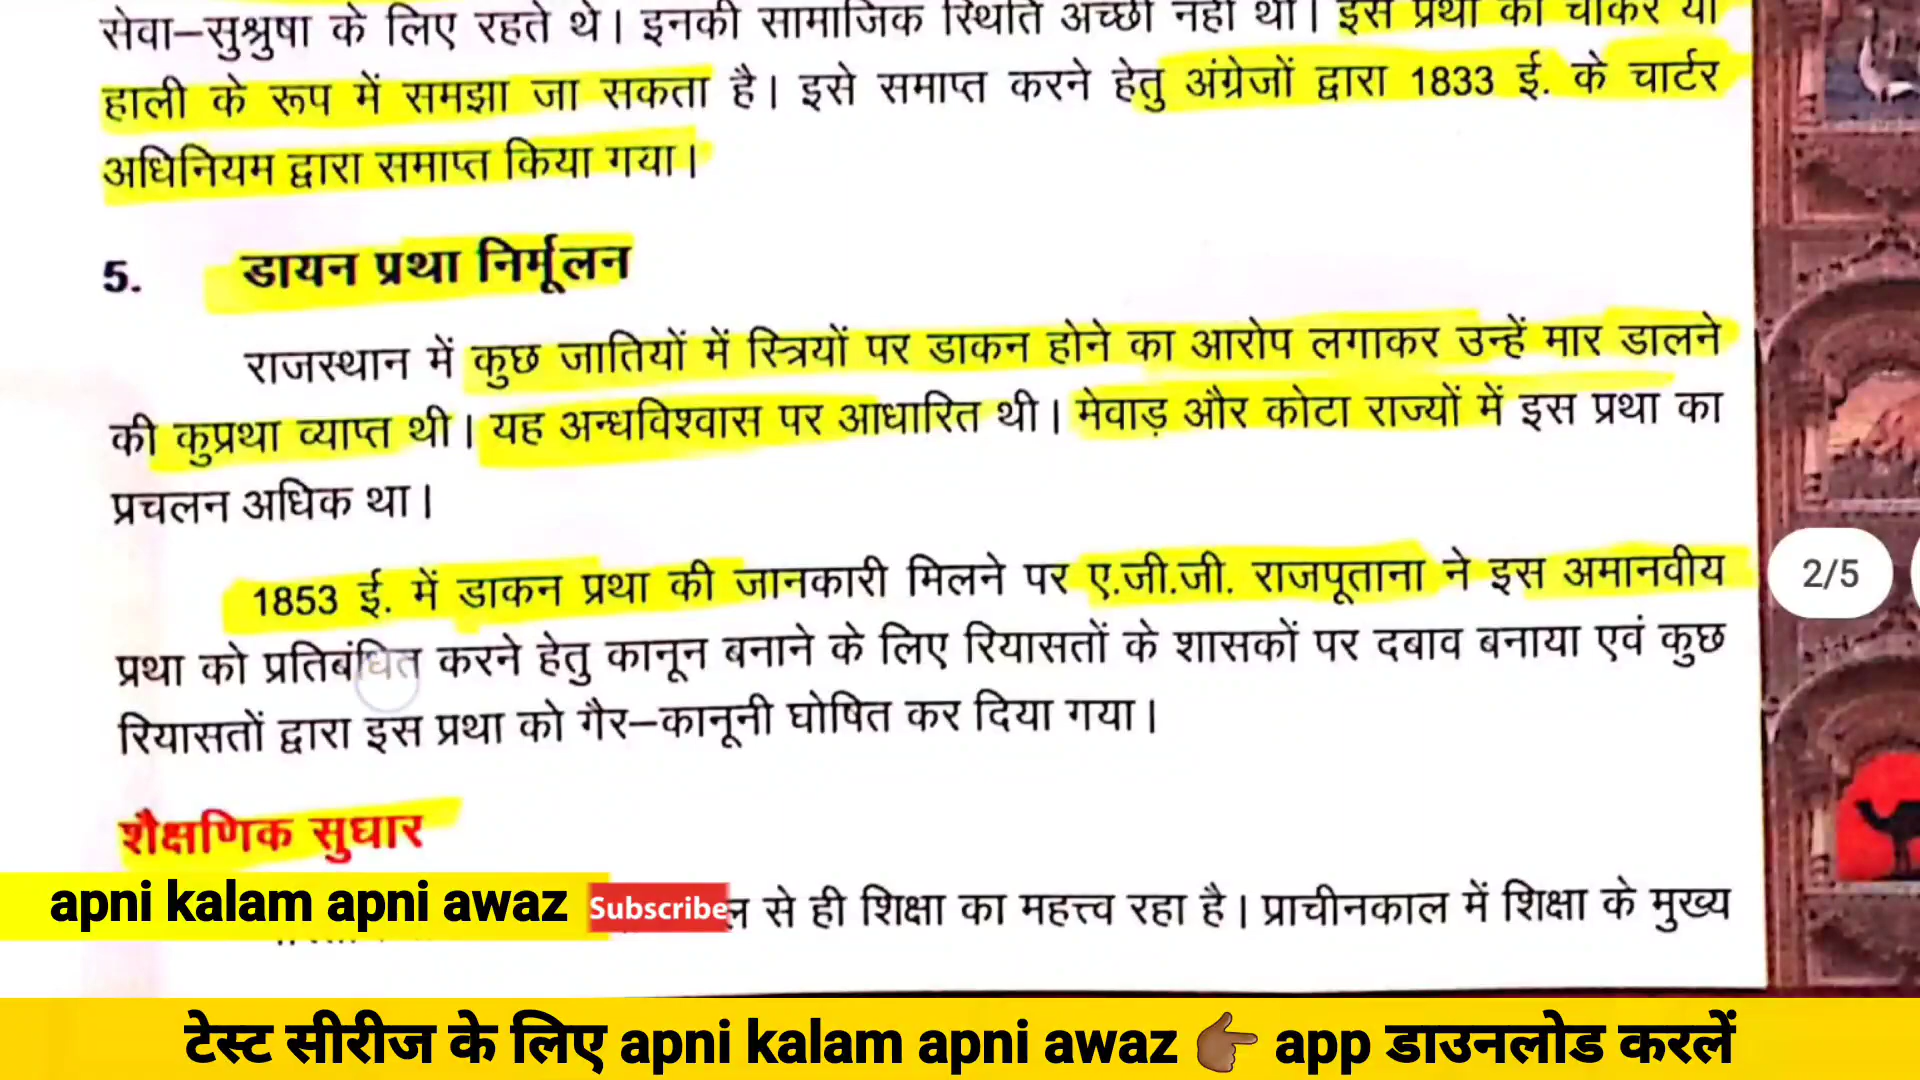 सेवा–सुश्रुषा के लिए रहते थे। इनकी सामाजिक स्थिति अच्छी नहीं थी। इस प्रथा को चाकर या
हाली के रूप में समझा जा सकता है। इसे समाप्त करने हेतु अंग्रेजों द्वारा 1833 ई. के चार्टर
अधिनियम द्वारा समाप्त किया गया।
5. डायन प्रथा निर्मूलन
राजस्थान में कुछ जातियों में स्त्रियों पर डाकन होने का आरोप लगाकर उन्हें मार डालने
की कुप्रथा व्याप्त थी। यह अन्धविश्वास पर आधारित थी। मेवाड़ और कोटा राज्यों में इस प्रथा का
प्रचलन अधिक था।
1853 ई. में डाकन प्रथा की जानकारी मिलने पर ए.जी.जी. राजपूताना ने इस अमानवीय
प्रथा को प्रतिबंधित करने हेतु कानून बनाने के लिए रियासतों के शासकों पर दबाव बनाया एवं कुछ
रियासतों द्वारा इस प्रथा को गैर–कानूनी घोषित कर दिया गया।
2/5
शैक्षणिक सुधार
से ही शिक्षा का महत्त्व रहा है। प्राचीनकाल में शिक्षा के मुख्य
apni kalam apni awaz Subscribe
टेस्ट सीरीज के लिए apni kalam apni awaz 👉🏾 app डाउनलोड करलें